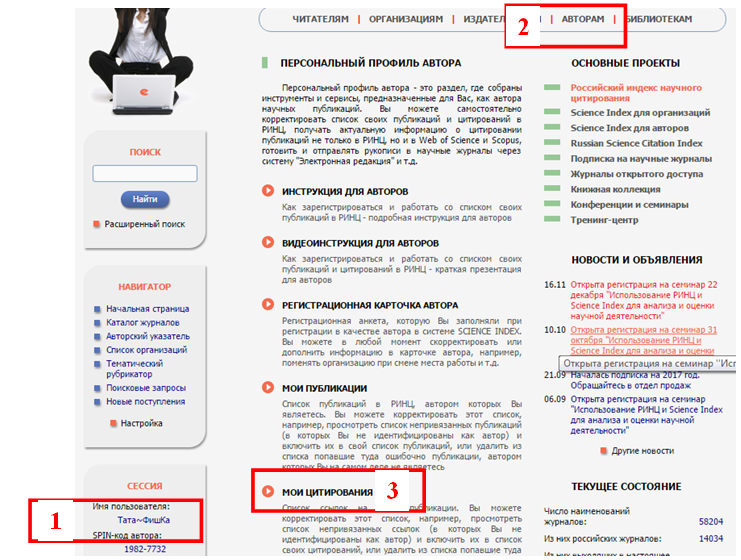 ЧИТАТЕЛЯМ | ОРГАНИЗАЦИЯМ | ИЗДАТЕЛ 2 | АВТОРАМ БИБЛИОТЕКАМ
ПОИСК
Найти
Расширенный поиск
НАВИГАТОР
Начальная страница
Каталог журналов
Авторский указатель
Список организаций
Тематический
рубрикатор
Поисковые запросы
Новые поступления
Настройка
СЕССИЯ
1
Имя пользователя:
Тата~ФишКа
SPIN-код автора:
1982-7732
ПЕРСОНАЛЬНЫЙ ПРОФИЛЬ АВТОРА
Персональный профиль автора - это раздел, где собраны
инструменты и сервисы, предназначенные для Вас, как автора
научных публикаций. Вы можете самостоятельно
корректировать список своих публикаций и цитирований в
РИНЦ, получать актуальную информацию о цитировании
публикаций не только в РИНЦ, но и в Web of Science и Scopus,
готовить и отправлять рукописи в научные журналы через
систему "Электронная редакция" и т.д.
ИНСТРУКЦИЯ ДЛЯ АВТОРОВ
Как зарегистрироваться и работать со списком своих
публикаций в РИНЦ - подробная инструкция для авторов
ВИДЕОИНСТРУКЦИЯ ДЛЯ АВТОРОВ
Как зарегистрироваться и работать со списком своих
публикаций и цитирований в РИНЦ - краткая презентация
для авторов
РЕГИСТРАЦИОННАЯ КАРТОЧКА АВТОРА
Регистрационная анкета, которую Вы заполняли при
регистрации в качестве автора в системе SCIENCE INDEX.
Вы можете в любой момент скорректировать или
дополнить информацию в карточке автора, например,
поменять организацию при смене места работы и т.д.
МОИ ПУБЛИКАЦИИ
Список публикаций в РИНЦ, автором которых Вы
являетесь. Вы можете корректировать этот список,
например, просмотреть список непривязанных публикаций
(в которых Вы не идентифицированы как автор) и
включить их в свой список публикаций, или удалить из
списка попавшие туда ошибочно публикации, автором
которых Вы на самом деле не являетесь
МОИ ЦИТИРОВАНИЯ 3
Список ссылок на публикации. Вы можете
корректировать этот список, например, просмотреть
список непривязанных ссылок (в которых Вы не
идентифицированы как автор) и включить их в список
своих цитирований, или удалить из списка попавшие туда
ОСНОВНЫЕ ПРОЕКТЫ
Российский индекс научного
цитирования
Science Index для организаций
Science Index для авторов
Russian Science Citation Index
Подписка на научные журналы
Журналы открытого доступа
Книжная коллекция
Конференции и семинары
Тренинг-центр
НОВОСТИ И ОБЪЯВЛЕНИЯ
16.11 Открыта регистрация на семинар 22
декабря "Использование РИНЦ и
Science Index для анализа и оценки
научной деятельности"
10.10 Открыта регистрация на семинар 31
октября "Использование РИНЦ и
Science Index для анализа и оценки
Открыта регистрация на семинар "Исп
21.09 Началась подписка на 2017 год.
Обращайтесь в отдел продаж
06.09 Открыта регистрация на семинар
"Использование РИНЦ и Science Index
для анализа и оценки научной
деятельности"
Другие новости
ТЕКУЩЕЕ СОСТОЯНИЕ
Число наименований
журналов: 58204
Из них российских журналов: 14034
Из них выходящих в настоящее